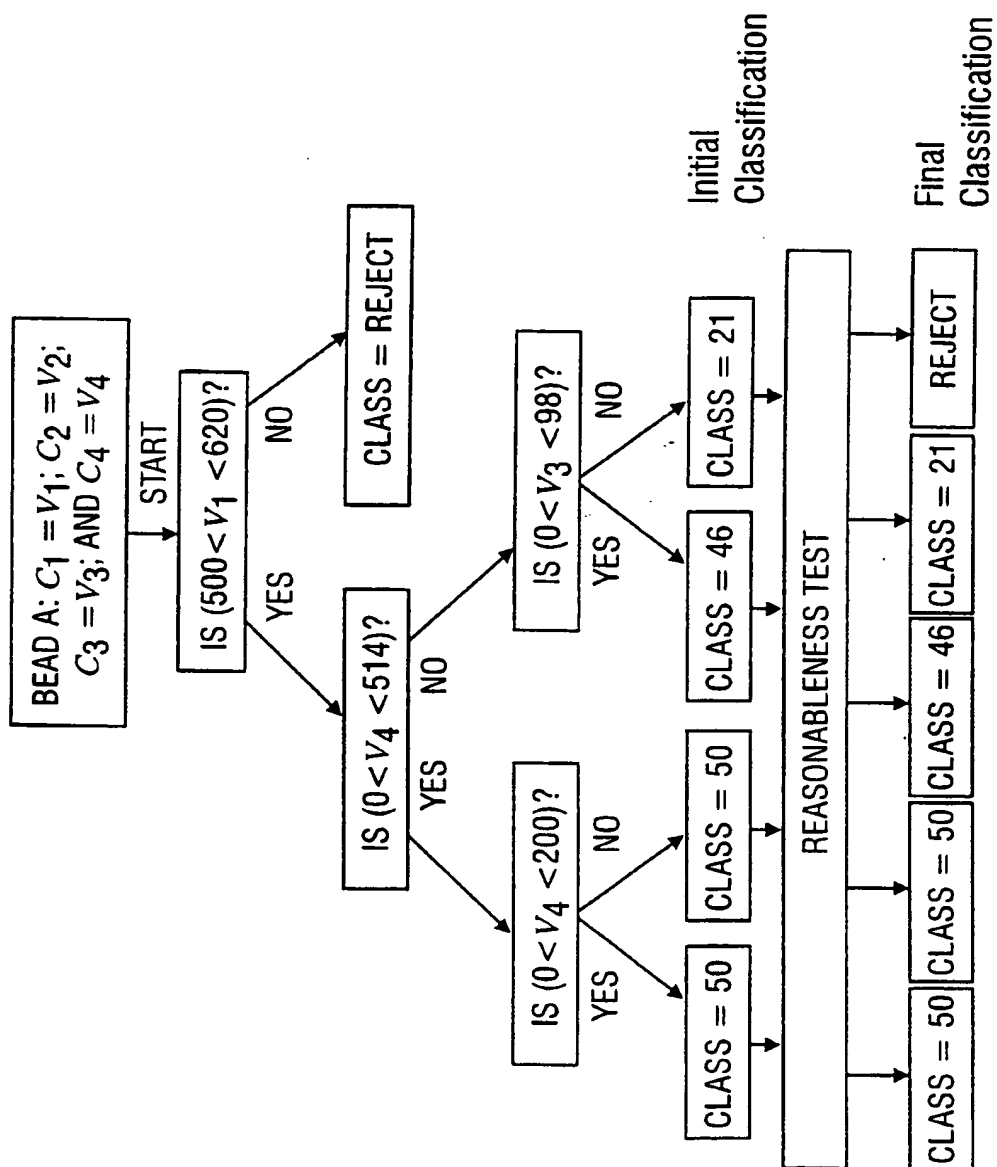 BEAD A: C1 = V1; C2 = V2;
C3 = V3; AND C4 = V4
START
IS (500< V1 <620)?
YES
NO
IS (0< V4 <514)?
CLASS = REJECT
YES
NO
IS (0< V4 <200)?
IS (0< V3 <98)?
YES
NO
YES
NO
CLASS = 50
CLASS = 50
CLASS = 46
CLASS = 21
Initial
Classification
REASONABLENESS TEST
CLASS = 50
CLASS = 50
CLASS = 46
CLASS = 21
REJECT
Final
Classification